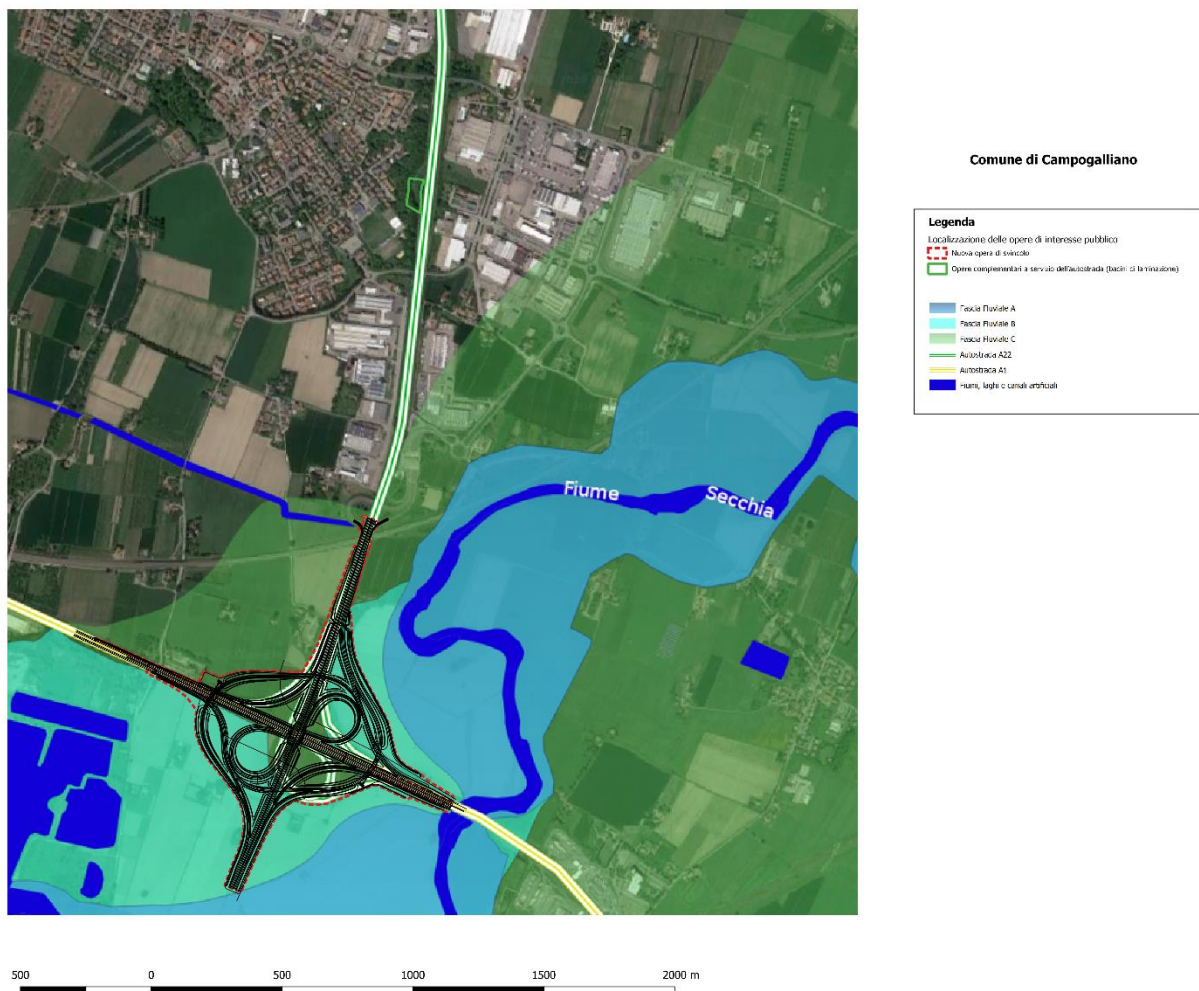 Comune di Campogalliano
Legenda
Localizzazione delle opere di interesse pubblico
Nuova opera di svincolo
Opere complementari a servizio dell'autostrada (bacini di laminazione)
Fascia Fluviale A
Fascia Fluviale B
Fascia Fluviale C
Autostrada A22
Autostrada A1
Fiumi, laghi e canali artificiali
Fiume Secchia
500 0 500 1000 1500 2000 m